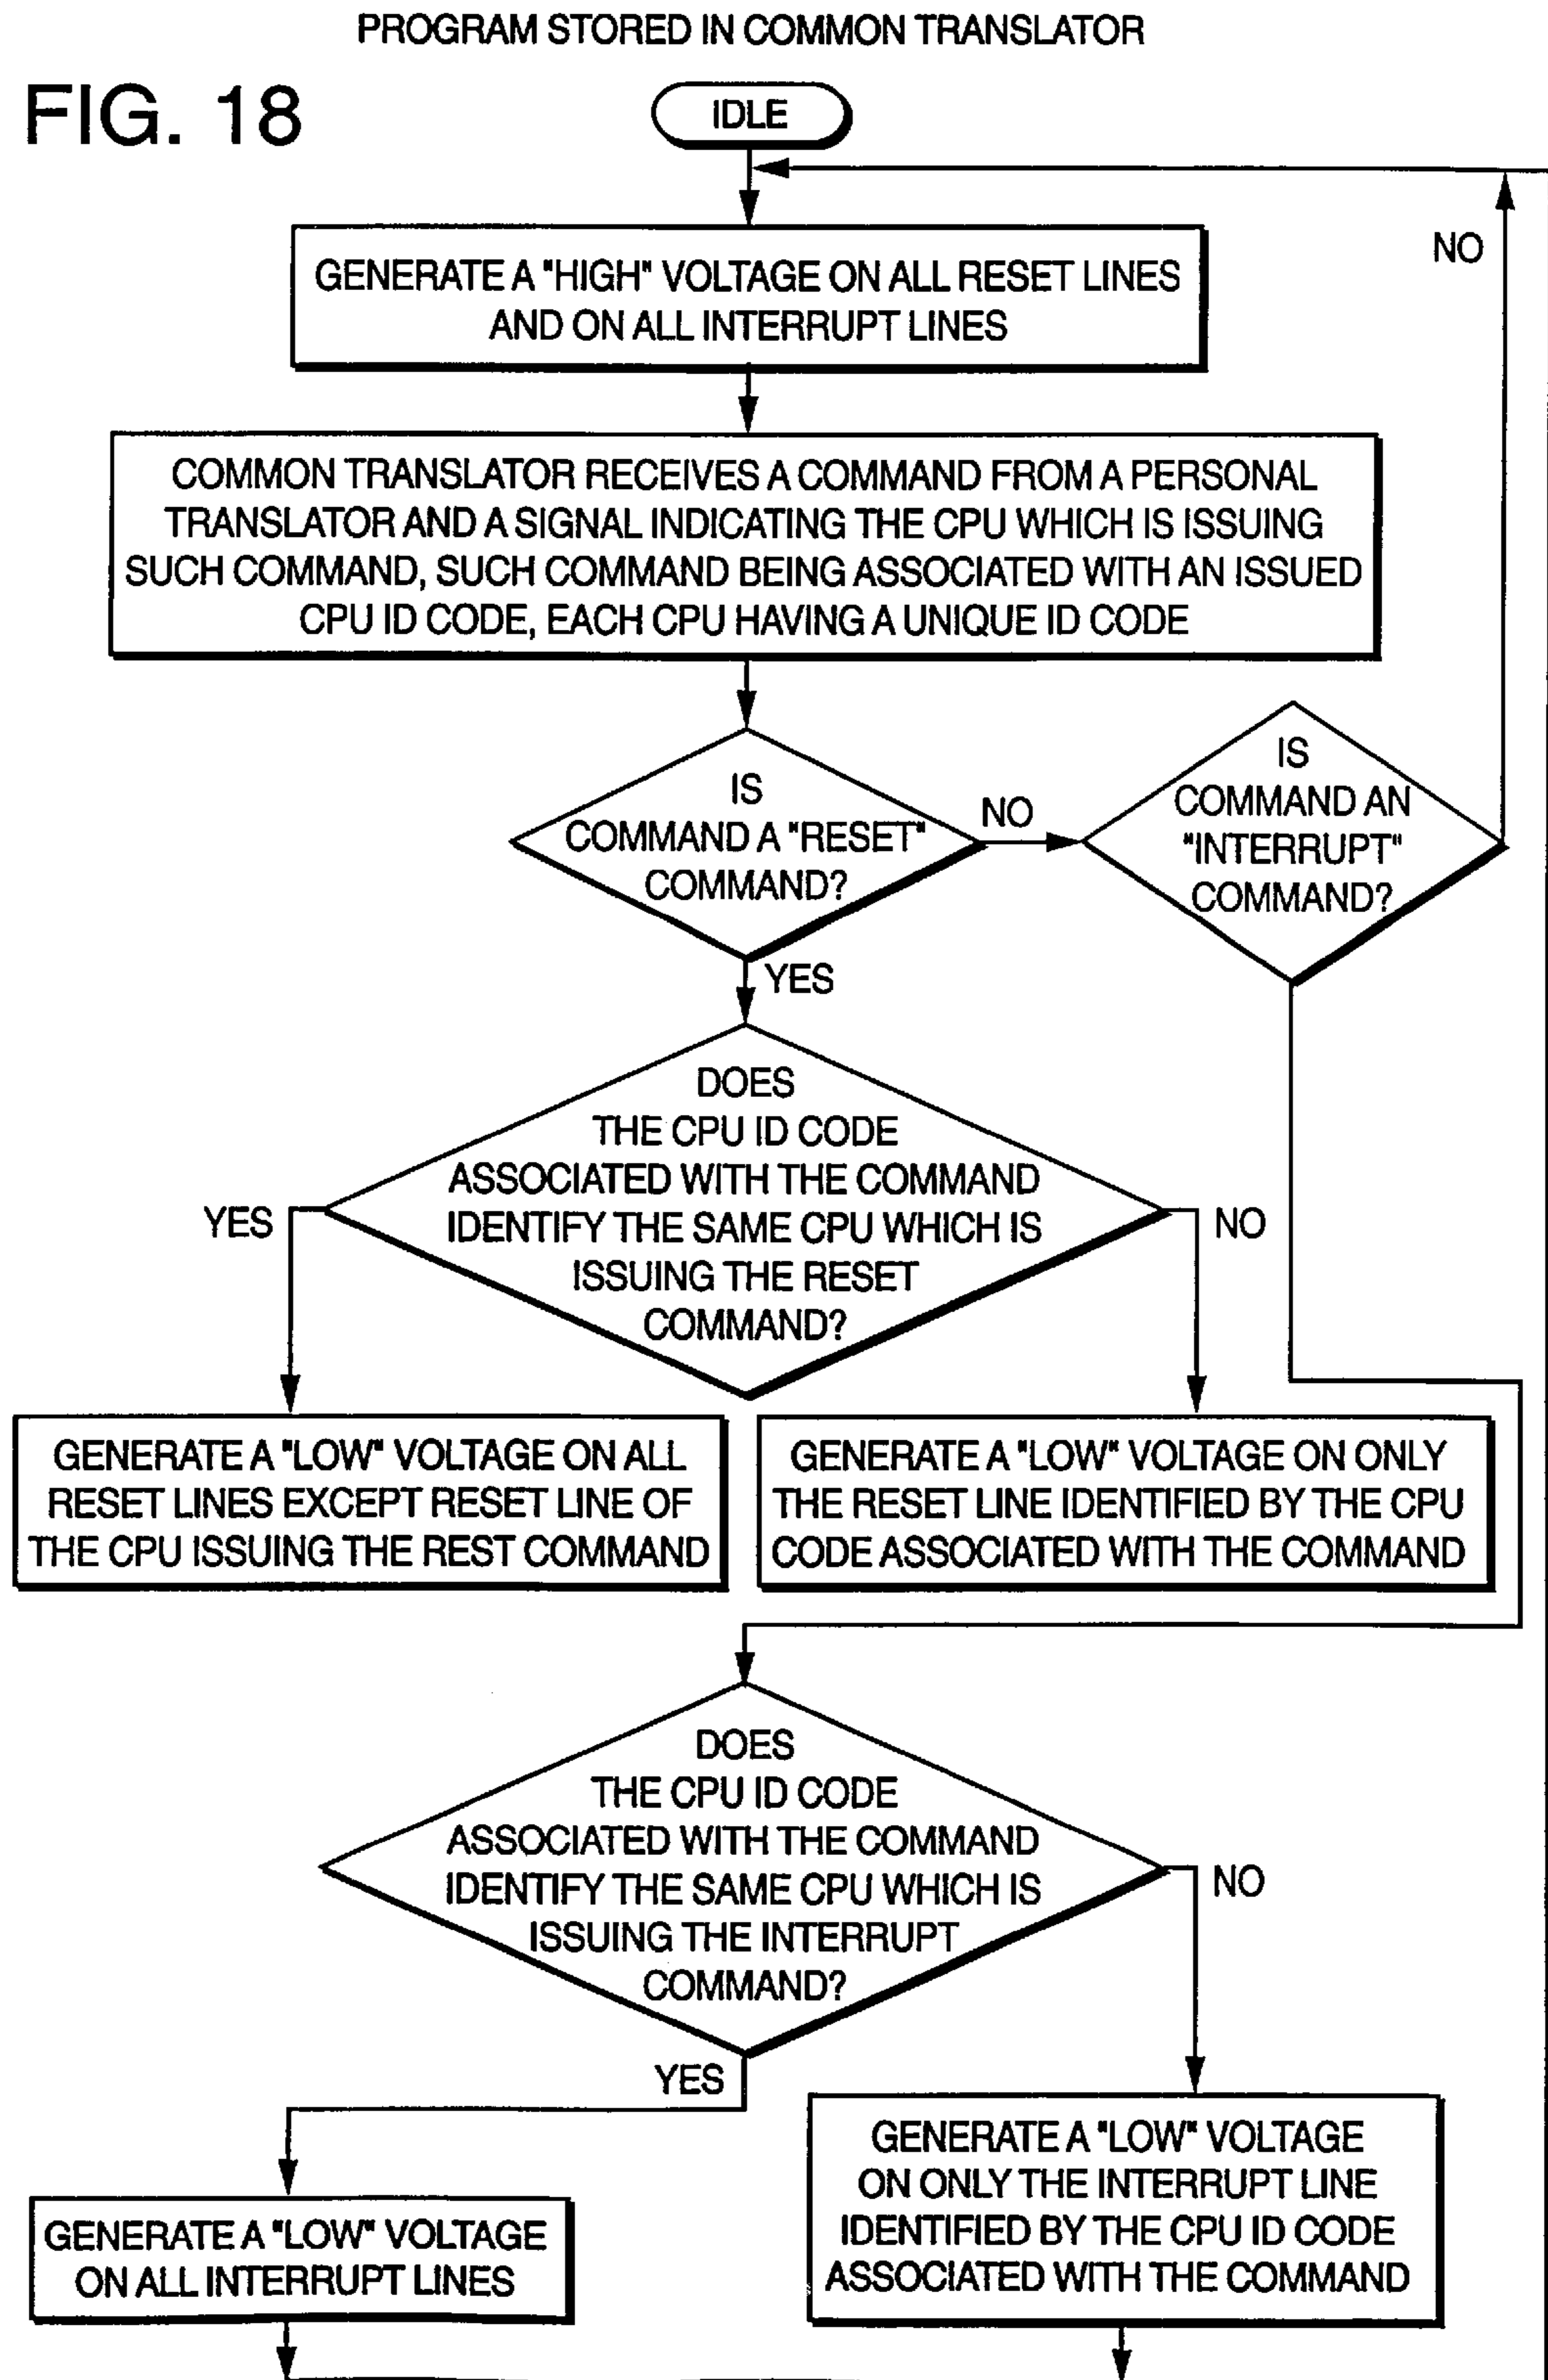 PROGRAM STORED IN COMMON TRANSLATOR
FIG. 18
IDLE
GENERATE A "HIGH" VOLTAGE ON ALL RESET LINES
AND ON ALL INTERRUPT LINES
NO
COMMON TRANSLATOR RECEIVES A COMMAND FROM A PERSONAL
TRANSLATOR AND A SIGNAL INDICATING THE CPU WHICH IS ISSUING
SUCH COMMAND, SUCH COMMAND BEING ASSOCIATED WITH AN ISSUED
CPU ID CODE, EACH CPU HAVING A UNIQUE ID CODE
IS
COMMAND A "RESET"
COMMAND?
NO
IS
COMMAND AN
"INTERRUPT"
COMMAND?
YES
DOES
THE CPU ID CODE
ASSOCIATED WITH THE COMMAND
IDENTIFY THE SAME CPU WHICH IS
ISSUING THE RESET
COMMAND?
YES
NO
GENERATE A "LOW" VOLTAGE ON ALL
RESET LINES EXCEPT RESET LINE OF
THE CPU ISSUING THE REST COMMAND
GENERATE A "LOW" VOLTAGE ON ONLY
THE RESET LINE IDENTIFIED BY THE CPU
CODE ASSOCIATED WITH THE COMMAND
DOES
THE CPU ID CODE
ASSOCIATED WITH THE COMMAND
IDENTIFY THE SAME CPU WHICH IS
ISSUING THE INTERRUPT
COMMAND?
NO
YES
GENERATE A "LOW" VOLTAGE
ON ALL INTERRUPT LINES
GENERATE A "LOW" VOLTAGE
ON ONLY THE INTERRUPT LINE
IDENTIFIED BY THE CPU ID CODE
ASSOCIATED WITH THE COMMAND